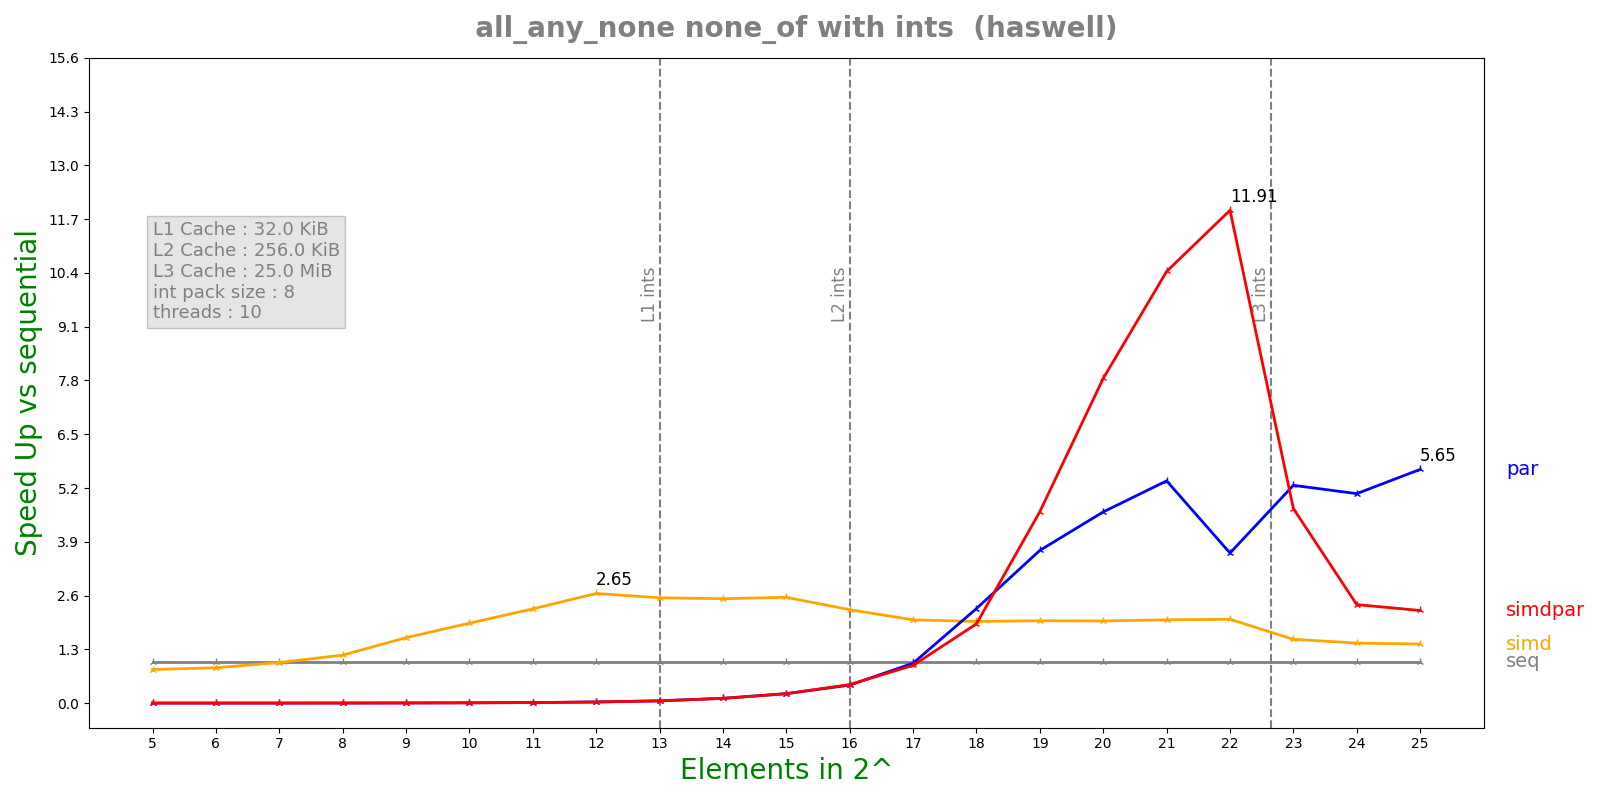 all_any_none none_of with ints  (haswell)
Speed Up vs sequential
15.6
14.3
13.0
11.7
10.4
9.1
7.8
6.5
5.2
3.9
2.6
1.3
0.0
L1 Cache : 32.0 KiB
L2 Cache : 256.0 KiB
L3 Cache : 25.0 MiB
int pack size : 8
threads : 10
L1 ints
L2 ints
L3 ints
2.65
11.91
5.65
par
simdpar
simd
seq
5 6 7 8 9 10 11 12 13 14 15 16 17 18 19 20 21 22 23 24 25
Elements in 2^